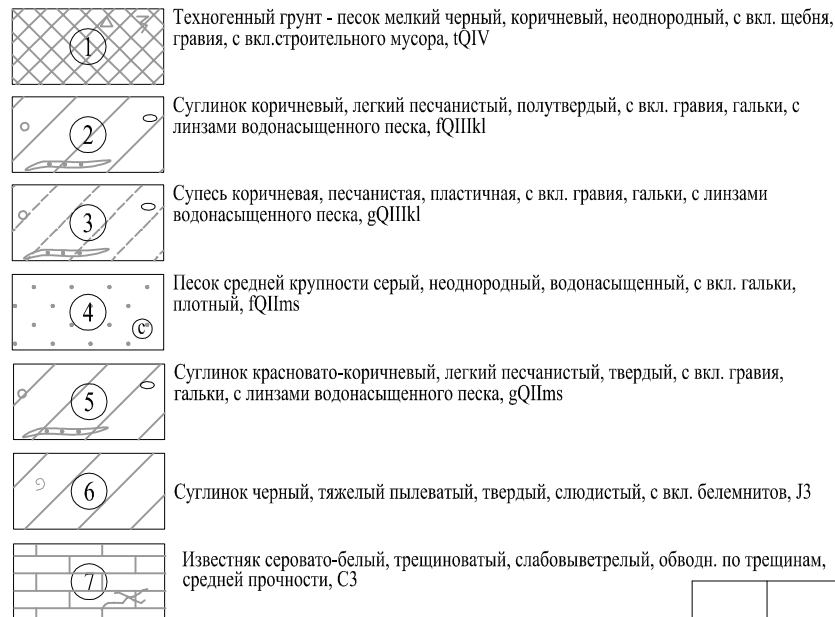 1
Техногенный грунт - песок мелкий черный, коричневый, неоднородный, с вкл. щебня,
гравия, с вкл.строительного мусора, tQIV
2
Суглинок коричневый, легкий песчанистый, полутвердый, с вкл. гравия, гальки, с
линзами водонасыщенного песка, fQIIIkl
3
Супесь коричневая, песчанистая, пластичная, с вкл. гравия, гальки, с линзами
водонасыщенного песка, gQIIIkl
4
с
Песок средней крупности серый, неоднородный, водонасыщенный, с вкл. гальки,
плотный, fQIIms
5
Суглинок красновато-коричневый, легкий песчанистый, твердый, с вкл. гравия,
гальки, с линзами водонасыщенного песка, gQIIms
6
Суглинок черный, тяжелый пылеватый, твердый, слюдистый, с вкл. белемнитов, J3
7
Известняк серовато-белый, трещиноватый, слабовыветрелый, обводн. по трещинам,
средней прочности, С3